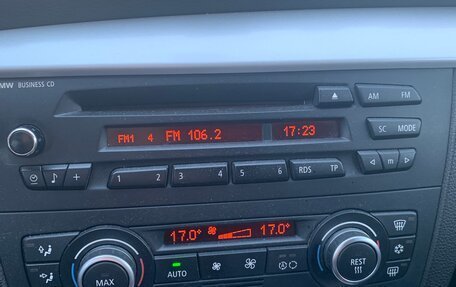 MW BUSINESS CD
AM FM
FM1 4 FM 106.2 17:23
SC MODE
1 2 3 4 5 6 RDS TP
m
17.0° 17.0°
AUTO
MAX
REST